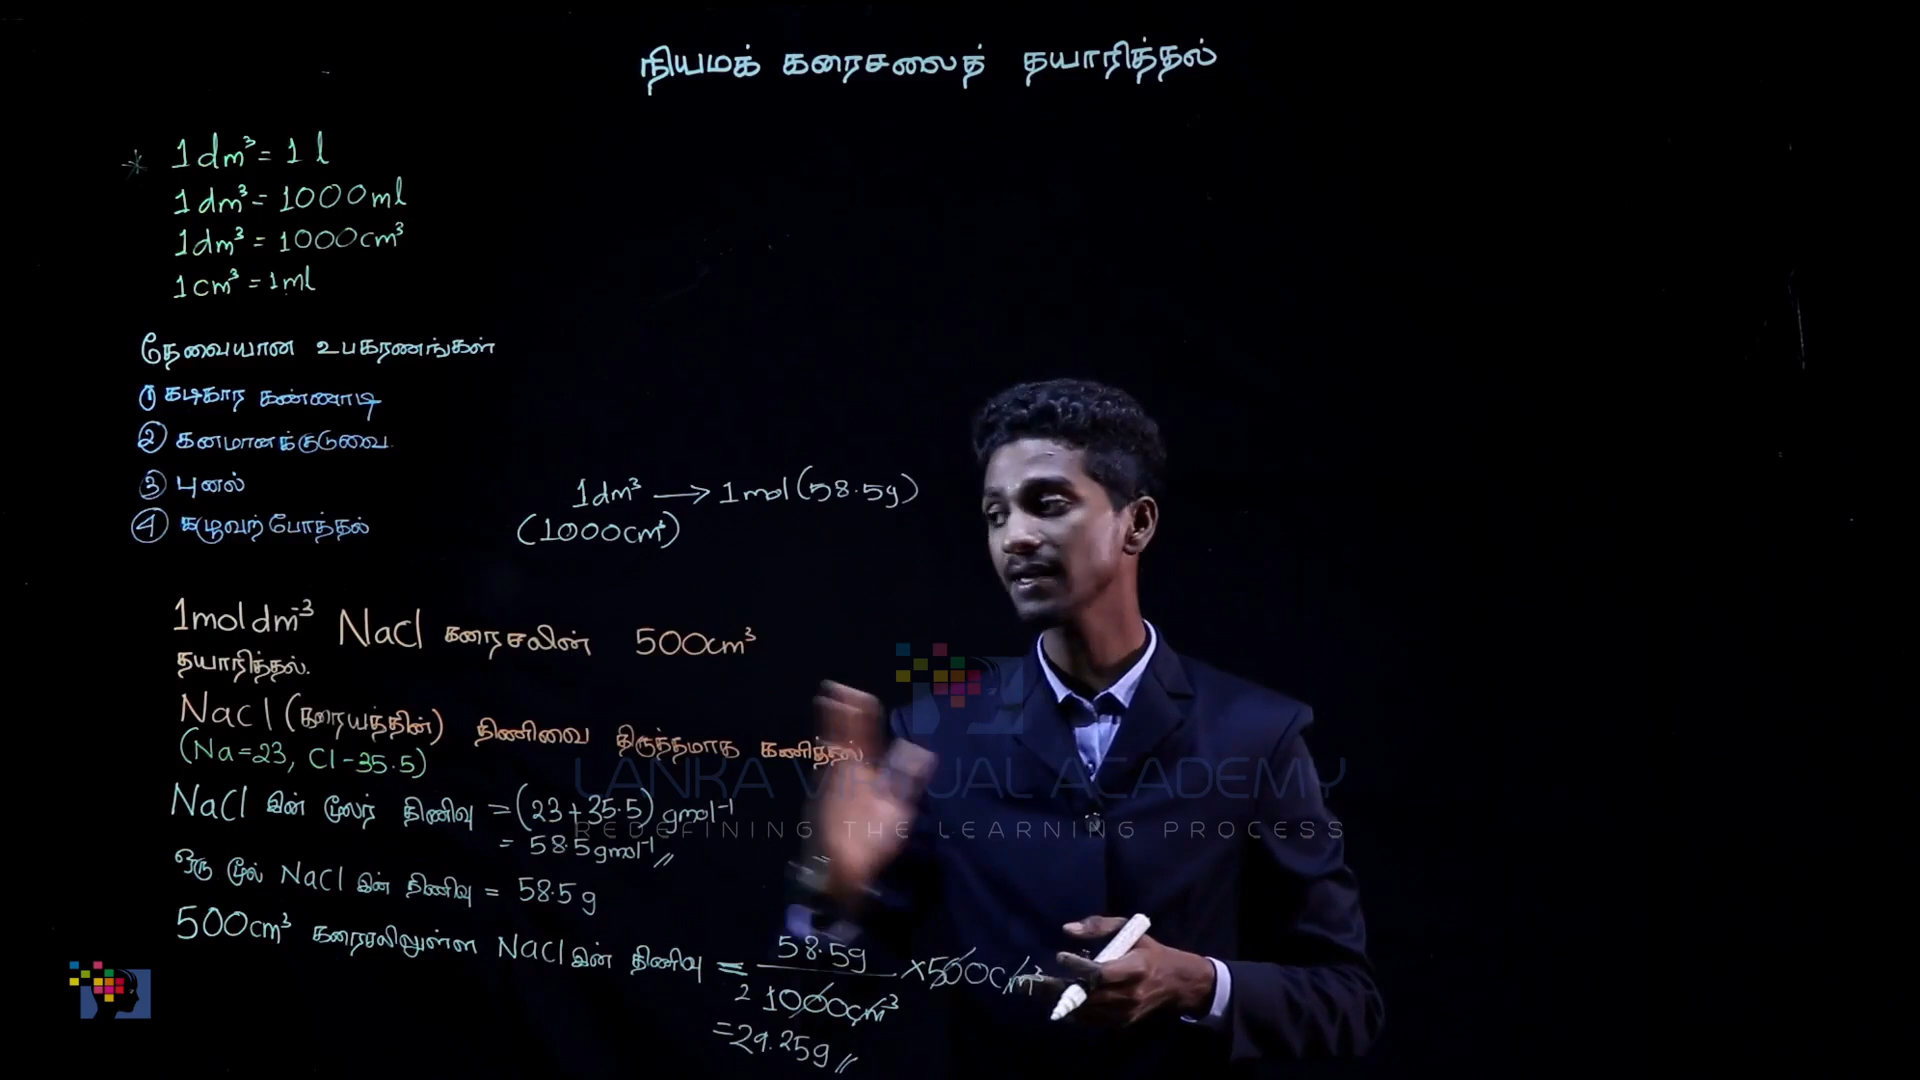 நியமக் கரைசலைத் தயாரித்தல்
* 1dm³ = 1 l
1dm³ = 1000ml
1dm³ = 1000cm³
1cm³ = 1ml
தேவையான உபகரணங்கள்
① கடிகார கண்ணாடி
② கனமானக்குடுவை.
③ புனல்
④ கழுவற்போத்தல்
1dm³ → 1mol (58.5g)
(1000cm³)
1moldm⁻³ NaCl கரைசலின் 500cm³
தயாரித்தல்.
NaCl (கரையத்தின்) திணிவை திருத்தமாக கணித்தல்.
(Na=23, Cl-35.5)
NaCl இன் மூலர் திணிவு = (23+35.5) gmol⁻¹
= 58.5gmol⁻¹//
ஒரு மூல் NaCl இன் திணிவு = 58.5g
500cm³ கரைசலிலுள்ள NaCl இன் திணிவு = 58.5g / 1000cm³ × 500cm³
2
= 29.25g //
LANKA VIRTUAL ACADEMY
REDEFINING THE LEARNING PROCESS